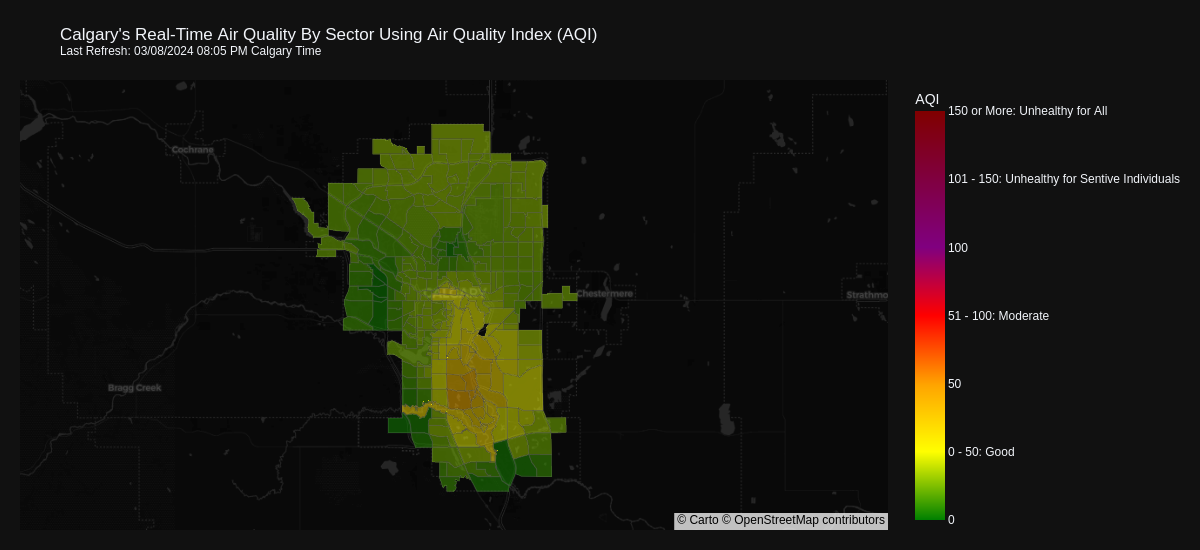 Calgary's Real-Time Air Quality By Sector Using Air Quality Index (AQI)
Last Refresh: 03/08/2024 08:05 PM Calgary Time
AQI
150 or More: Unhealthy for All
Cochrane
101 - 150: Unhealthy for Sentive Individuals
100
CALGARY
Chestermere
Strathmo
51 - 100: Moderate
Bragg Creek
50
0 - 50: Good
0
© Carto © OpenStreetMap contributors